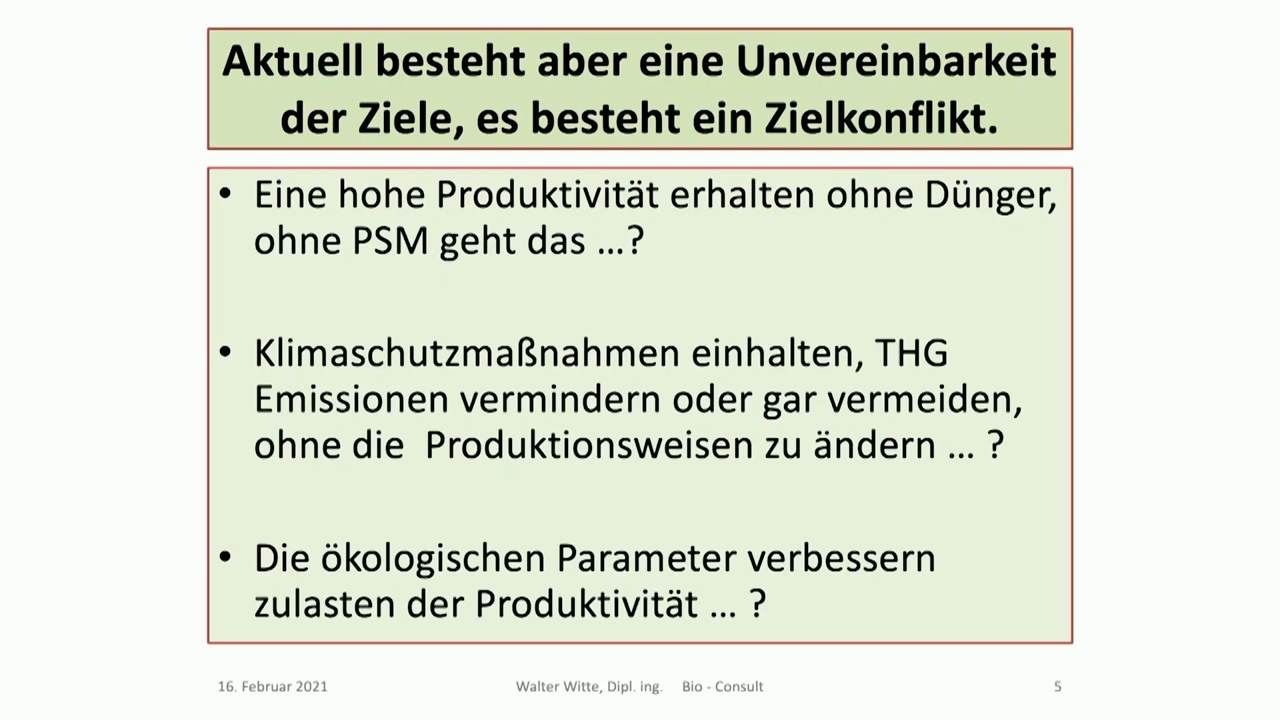 Aktuell besteht aber eine Unvereinbarkeit
der Ziele, es besteht ein Zielkonflikt.
• Eine hohe Produktivität erhalten ohne Dünger,
ohne PSM geht das ...?
• Klimaschutzmaßnahmen einhalten, THG
Emissionen vermindern oder gar vermeiden,
ohne die  Produktionsweisen zu ändern ... ?
• Die ökologischen Parameter verbessern
zulasten der Produktivität ... ?
16. Februar 2021 Walter Witte, Dipl. ing. Bio - Consult 5